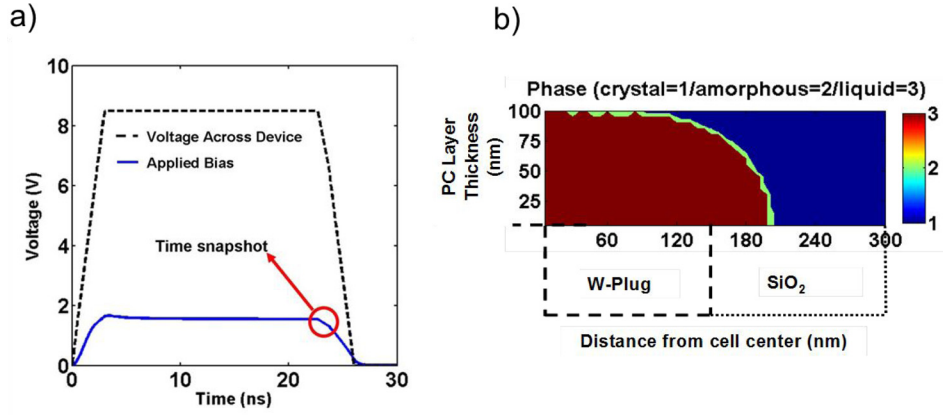 a)
10
8
6
4
2
0
Voltage (V)
Voltage Across Device
Applied Bias
Time snapshot
0
10
20
30
Time (ns)
b)
Phase (crystal=1/amorphous=2/liquid=3)
PC Layer
Thickness
(nm)
100
75
50
25
3
2
1
60
120
180
240
300
W-Plug
SiO2
Distance from cell center (nm)